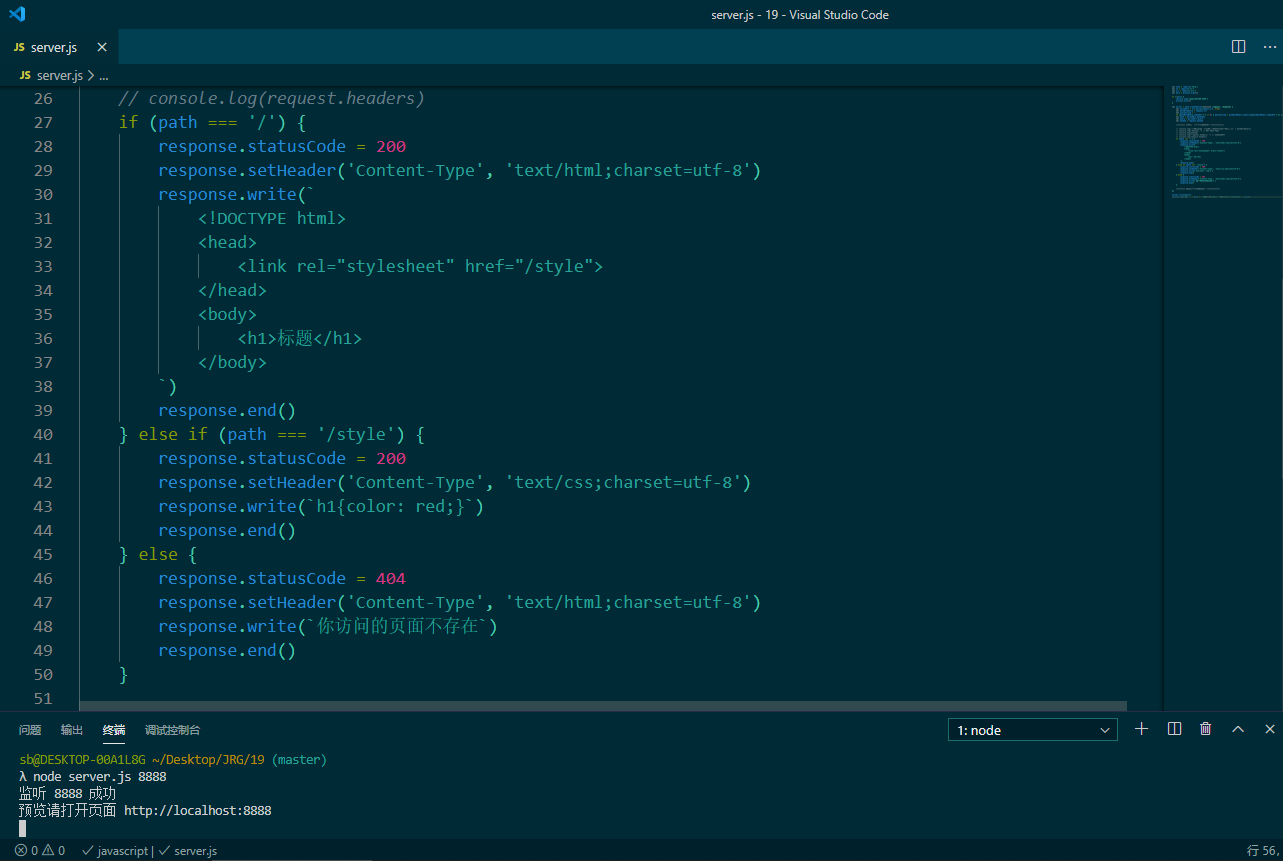 server.js - 19 - Visual Studio Code
JS server.js ×
JS server.js > ...
26 // console.log(request.headers)
27 if (path === '/') {
28 response.statusCode = 200
29 response.setHeader('Content-Type', 'text/html;charset=utf-8')
30 response.write(`
31 <!DOCTYPE html>
32 <head>
33 <link rel="stylesheet" href="/style">
34 </head>
35 <body>
36 <h1>标题</h1>
37 </body>
38 `)
39 response.end()
40 } else if (path === '/style') {
41 response.statusCode = 200
42 response.setHeader('Content-Type', 'text/css;charset=utf-8')
43 response.write(`h1{color: red;}`)
44 response.end()
45 } else {
46 response.statusCode = 404
47 response.setHeader('Content-Type', 'text/html;charset=utf-8')
48 response.write(`你访问的页面不存在`)
49 response.end()
50 }
51
问题 输出 终端 调试控制台 1: node
sb@DESKTOP-00A1L8G ~/Desktop/JRG/19 (master)
λ node server.js 8888
监听 8888 成功
预览请打开页面 http://localhost:8888
0 0 javascript | server.js 行 56,